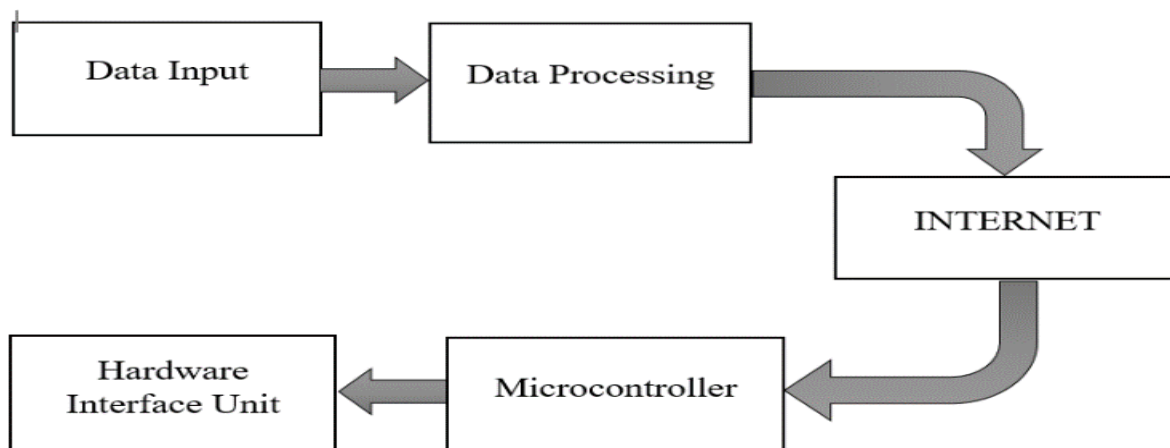 Data Input
Data Processing
INTERNET
Microcontroller
Hardware
Interface Unit